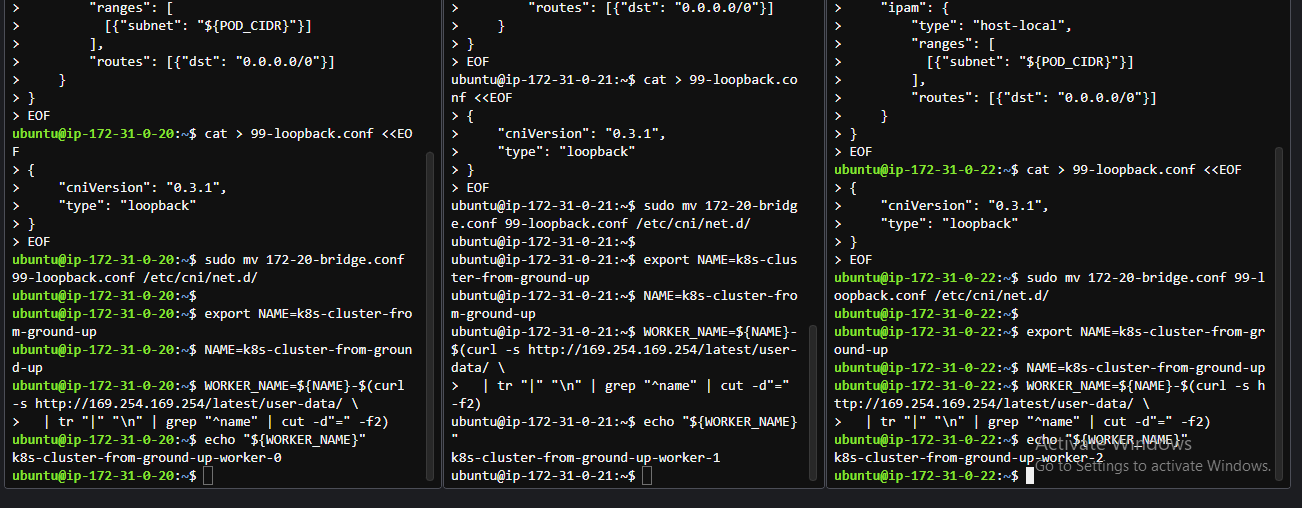 >         "ranges": [
>           [{"subnet": "${POD_CIDR}"}]
>         ],
>         "routes": [{"dst": "0.0.0.0/0"}]
>     }
> }
> EOF
ubuntu@ip-172-31-0-20:~$ cat > 99-loopback.conf <<EO
F
> {
>     "cniVersion": "0.3.1",
>     "type": "loopback"
> }
> EOF
ubuntu@ip-172-31-0-20:~$ sudo mv 172-20-bridge.conf
99-loopback.conf /etc/cni/net.d/
ubuntu@ip-172-31-0-20:~$
ubuntu@ip-172-31-0-20:~$ export NAME=k8s-cluster-fro
m-ground-up
ubuntu@ip-172-31-0-20:~$ NAME=k8s-cluster-from-groun
d-up
ubuntu@ip-172-31-0-20:~$ WORKER_NAME=${NAME}-$(curl
-s http://169.254.169.254/latest/user-data/ \
>   | tr "|" "\n" | grep "^name" | cut -d"=" -f2)
ubuntu@ip-172-31-0-20:~$ echo "${WORKER_NAME}"
k8s-cluster-from-ground-up-worker-0
ubuntu@ip-172-31-0-20:~$
>         "routes": [{"dst": "0.0.0.0/0"}]
>     }
> }
> EOF
ubuntu@ip-172-31-0-21:~$ cat > 99-loopback.co
nf <<EOF
> {
>     "cniVersion": "0.3.1",
>     "type": "loopback"
> }
> EOF
ubuntu@ip-172-31-0-21:~$ sudo mv 172-20-bridg
e.conf 99-loopback.conf /etc/cni/net.d/
ubuntu@ip-172-31-0-21:~$
ubuntu@ip-172-31-0-21:~$ export NAME=k8s-clus
ter-from-ground-up
ubuntu@ip-172-31-0-21:~$ NAME=k8s-cluster-fro
m-ground-up
ubuntu@ip-172-31-0-21:~$ WORKER_NAME=${NAME}-
$(curl -s http://169.254.169.254/latest/user-
data/ \
>   | tr "|" "\n" | grep "^name" | cut -d"="
-f2)
ubuntu@ip-172-31-0-21:~$ echo "${WORKER_NAME}
"
k8s-cluster-from-ground-up-worker-1
ubuntu@ip-172-31-0-21:~$
>     "ipam": {
>         "type": "host-local",
>         "ranges": [
>           [{"subnet": "${POD_CIDR}"}]
>         ],
>         "routes": [{"dst": "0.0.0.0/0"}]
>     }
> }
> EOF
ubuntu@ip-172-31-0-22:~$ cat > 99-loopback.conf <<EOF
> {
>     "cniVersion": "0.3.1",
>     "type": "loopback"
> }
> EOF
ubuntu@ip-172-31-0-22:~$ sudo mv 172-20-bridge.conf 99-l
oopback.conf /etc/cni/net.d/
ubuntu@ip-172-31-0-22:~$
ubuntu@ip-172-31-0-22:~$ export NAME=k8s-cluster-from-gr
ound-up
ubuntu@ip-172-31-0-22:~$ NAME=k8s-cluster-from-ground-up
ubuntu@ip-172-31-0-22:~$ WORKER_NAME=${NAME}-$(curl -s h
ttp://169.254.169.254/latest/user-data/ \
>   | tr "|" "\n" | grep "^name" | cut -d"=" -f2)
ubuntu@ip-172-31-0-22:~$ echo "${WORKER_NAME}"
k8s-cluster-from-ground-up-worker-2
ubuntu@ip-172-31-0-22:~$
Activate Windows
Go to Settings to activate Windows.